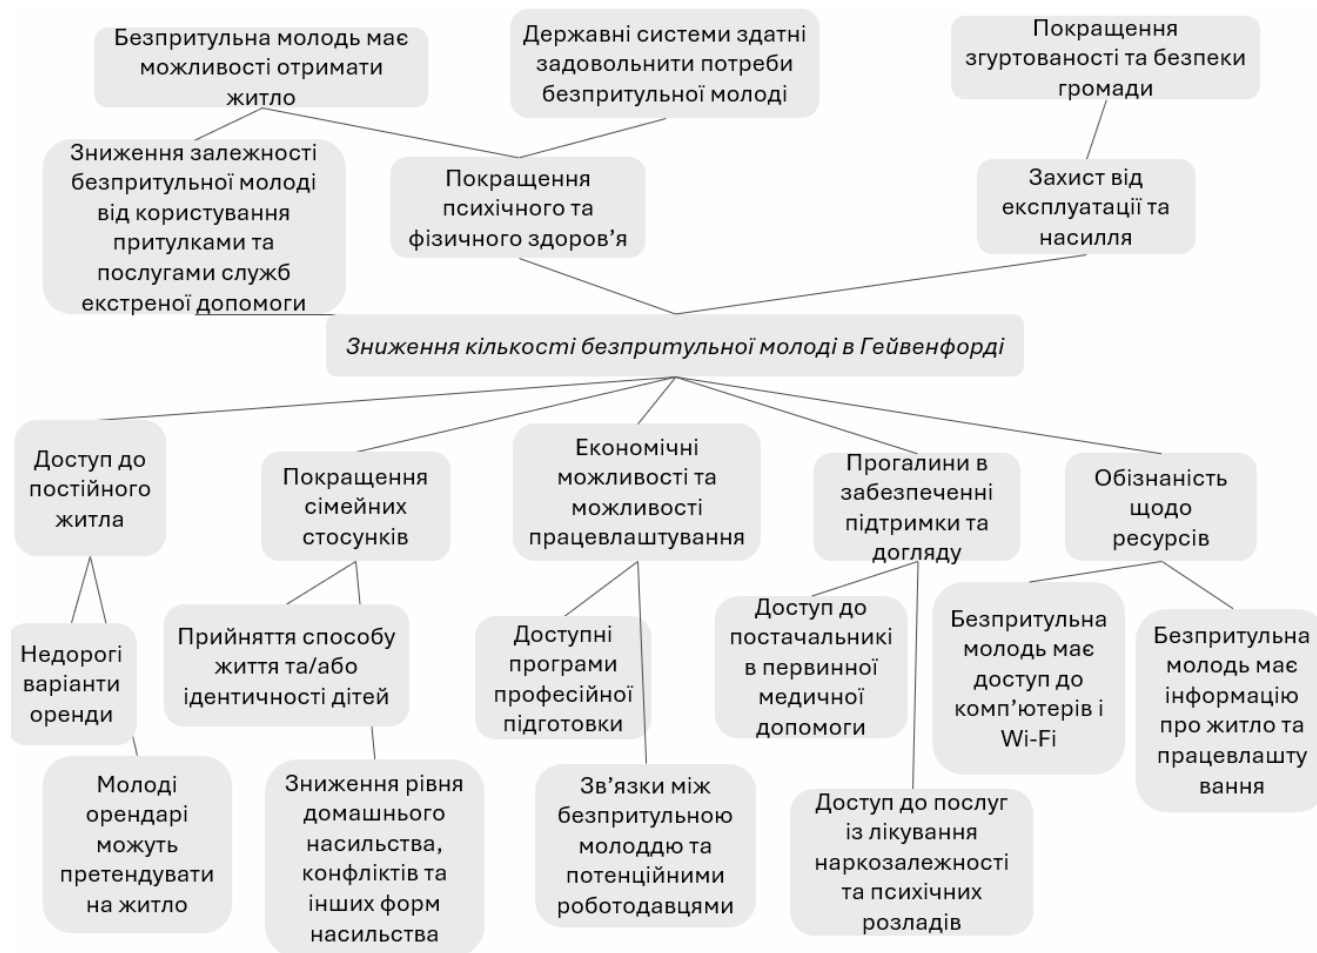 Безпритульна молодь має
можливості отримати
житло
Державні системи здатні
задовольнити потреби
безпритульної молоді
Покращення
згуртованості та безпеки
громади
Зниження залежності
безпритульної молоді
від користування
притулками та
послугами служб
екстреної допомоги
Покращення
психічного та
фізичного здоров’я
Захист від
експлуатації та
насилля
Зниження кількості безпритульної молоді в Гейвенфорді
Доступ до
постійного
житла
Покращення
сімейних
стосунків
Економічні
можливості та
можливості
працевлаштування
Прогалини в
забезпеченні
підтримки та
догляду
Обізнаність
щодо
ресурсів
Недорогі
варіанти
оренди
Прийняття способу
життя та/або
ідентичності дітей
Доступні
програми
професійної
підготовки
Доступ до
постачальникі
в первинної
медичної
допомоги
Безпритульна
молодь має
доступ до
комп’ютерів і
Wi-Fi
Безпритульна
молодь має
інформацію
про житло та
працевлашту
вання
Молоді
орендарі
можуть
претендувати
на житло
Зниження рівня
домашнього
насильства,
конфліктів та
інших форм
насильства
Зв’язки між
безпритульною
молоддю та
потенційними
роботодавцями
Доступ до послуг
із лікування
наркозалежності
та психічних
розладів